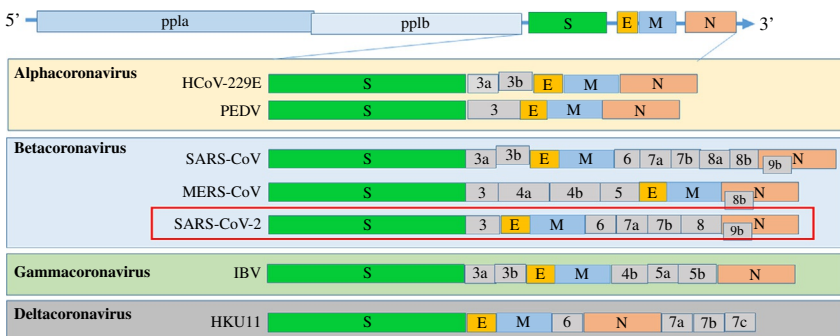 5' ppla pplb S E M N 3'
Alphacoronavirus
HCoV-229E S 3a 3b E M N
PEDV S 3 E M N
Betacoronavirus
SARS-CoV S 3a 3b E M 6 7a 7b 8a 8b 9b N
MERS-CoV S 3 4a 4b 5 E M 8b N
SARS-CoV-2 S 3 E M 6 7a 7b 8 9b N
Gammacoronavirus
IBV S 3a 3b E M 4b 5a 5b N
Deltacoronavirus
HKU11 S E M 6 N 7a 7b 7c